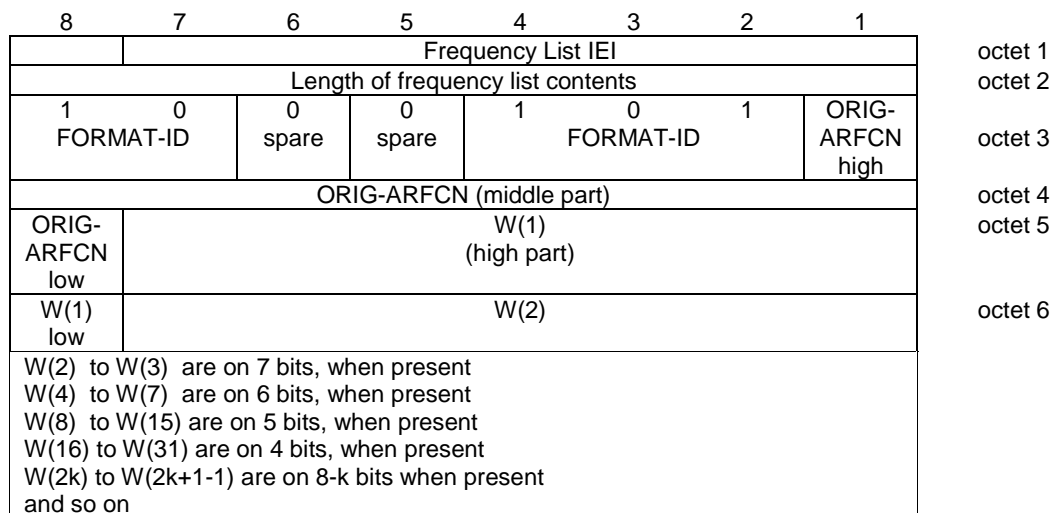 8 7 6 5 4 3 2 1
Frequency List IEI octet 1
Length of frequency list contents octet 2
1 0 0 0 1 0 1 ORIG-
FORMAT-ID spare spare FORMAT-ID ARFCN octet 3
high
ORIG-ARFCN (middle part) octet 4
ORIG- W(1) octet 5
ARFCN (high part)
low
W(1) W(2) octet 6
low
W(2) to W(3) are on 7 bits, when present
W(4) to W(7) are on 6 bits, when present
W(8) to W(15) are on 5 bits, when present
W(16) to W(31) are on 4 bits, when present
W(2k) to W(2k+1-1) are on 8-k bits when present
and so on